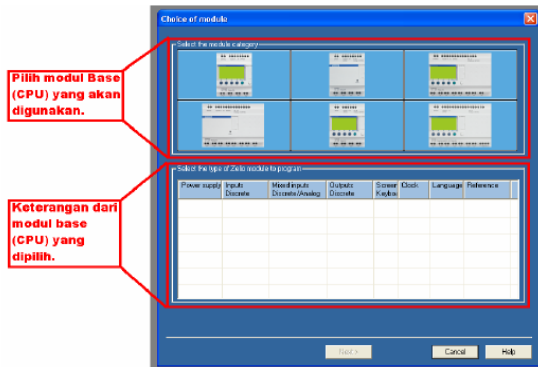 Choice of module
Select the module category
Pilih modul Base
(CPU) yang akan
digunakan.
Select the type of Zelio module to program
Power supply Inputs Discrete Mixed inputs Discrete/Analog Outputs Discrete Screen Keyboa Clock Language Reference
Keterangan dari
modul base
(CPU) yang
dipilih.
Next >
Cancel
Help